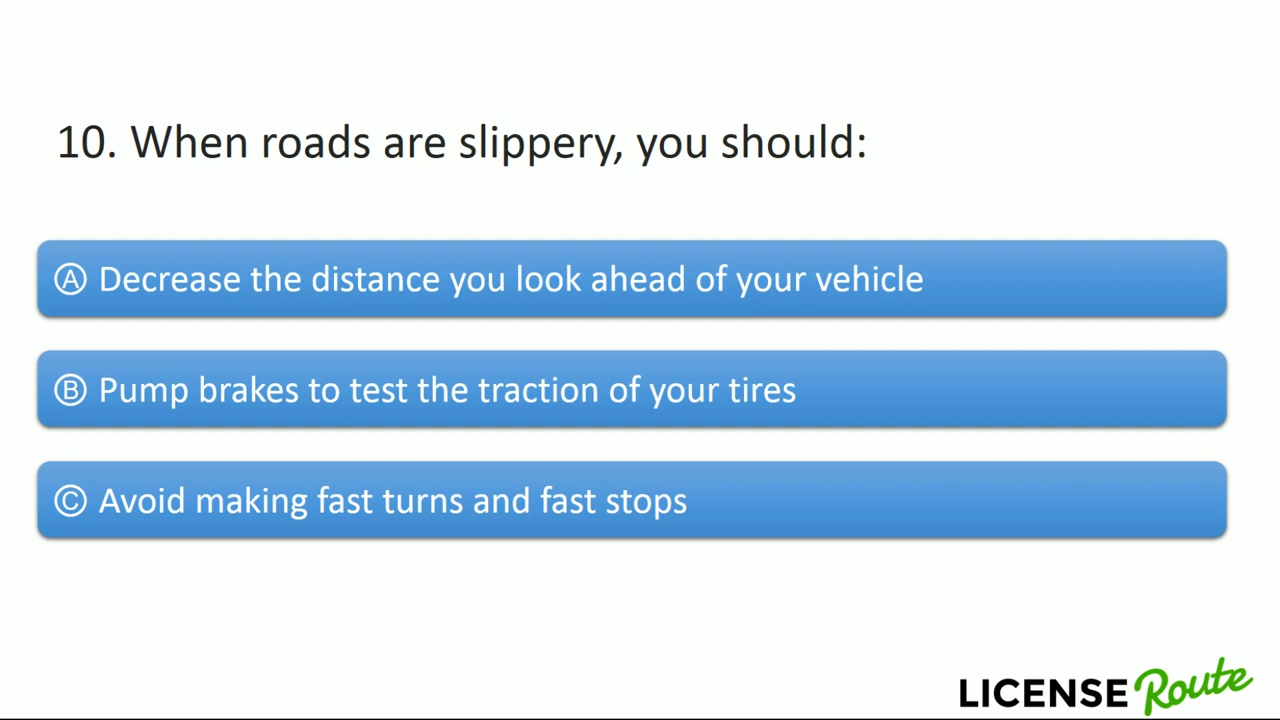 10. When roads are slippery, you should:
Ⓐ Decrease the distance you look ahead of your vehicle
Ⓑ Pump brakes to test the traction of your tires
Ⓒ Avoid making fast turns and fast stops
LICENSE Route